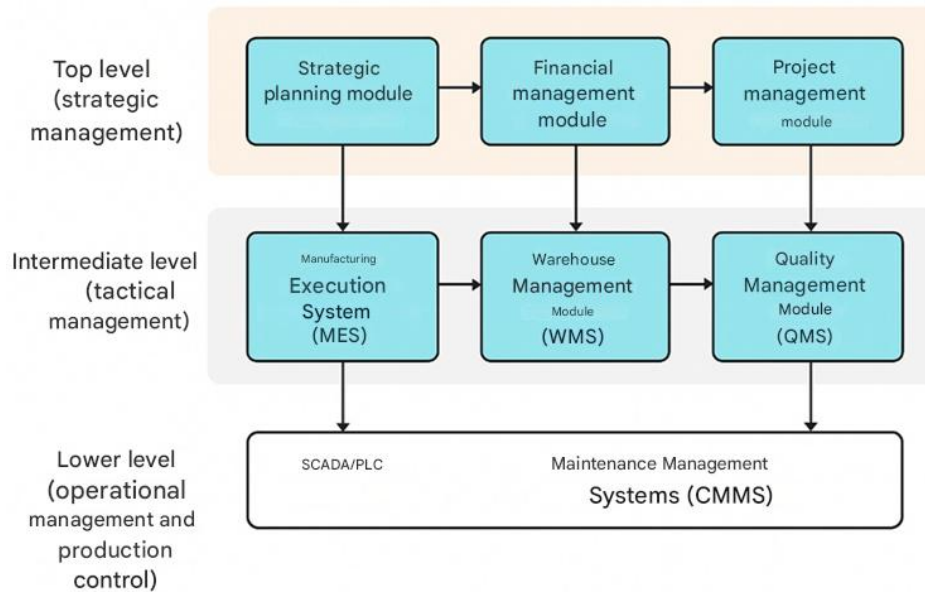 Top level
(strategic
management)
Strategic
planning module
Financial
management
module
Project
management
module
Intermediate level
(tactical
management)
Manufacturing
Execution
System
(MES)
Warehouse
Management
Module
(WMS)
Quality
Management
Module
(QMS)
Lower level
(operational
management and
production
control)
SCADA/PLC
Maintenance Management
Systems (CMMS)